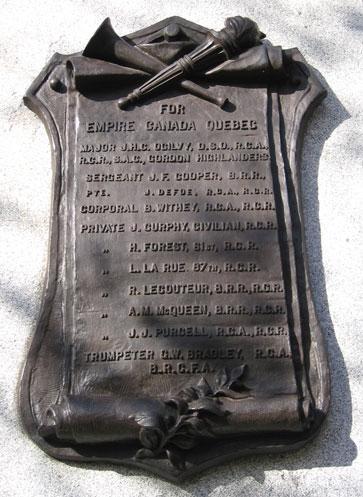 FOR
EMPIRE CANADA QUEBEC
MAJOR J.H.C. OGILVY, D.S.O., R.C.A.,
R.C.R., S.A.C., GORDON HIGHLANDERS
SERGEANT J. F. COOPER, B.R.R.,
PTE. J. DEFOE, R.C.A., R.C.R.
CORPORAL B. WITHEY, R.C.A., R.C.R.
PRIVATE J. CURPHY, CIVILIAN, R.C.R.
„ H. FOREST, 61ST, R.C.R.
„ L. LA RUE, 87TH, R.C.R.
„ R. LECOUTEUR, B.R.R., R.C.R.
„ A. M. McQUEEN, B.R.R., R.C.R.
„ J. J. PURCELL, R.C.A., R.C.R.
TRUMPETER G.W. BRADLEY, R.C.A.
B.R.C.F.A.